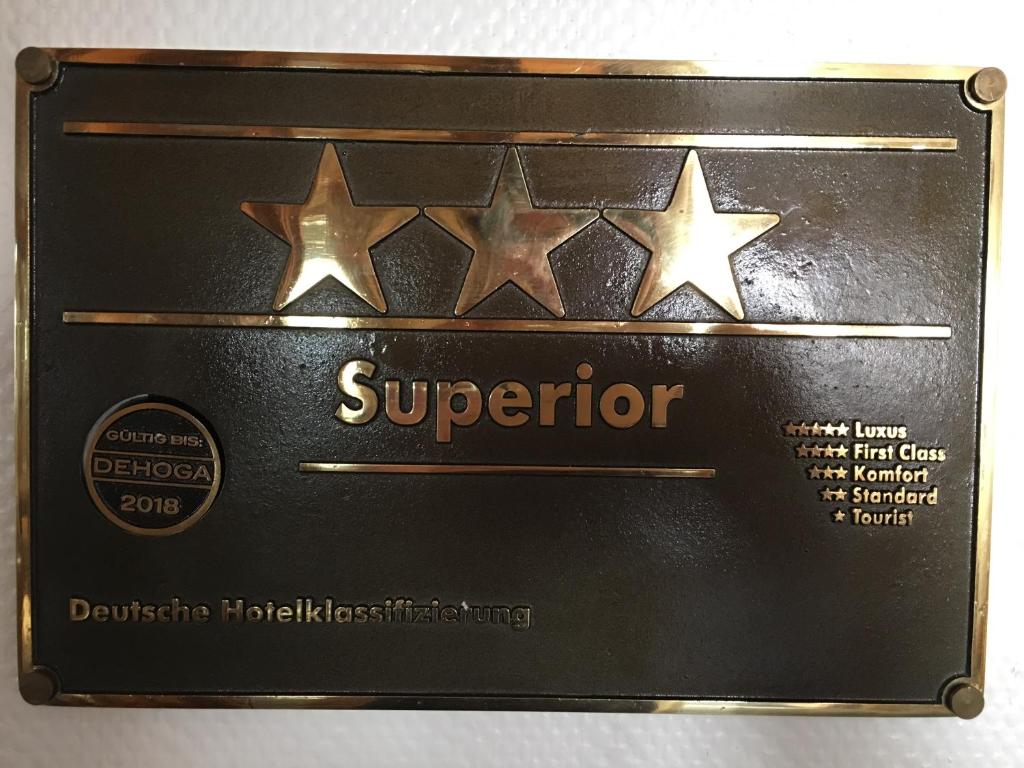 Superior
GÜLTIG BIS:
DEHOGA
2018
★★★★★ Luxus
★★★★ First Class
★★★ Komfort
★★ Standard
★ Tourist
Deutsche Hotelklassifizierung